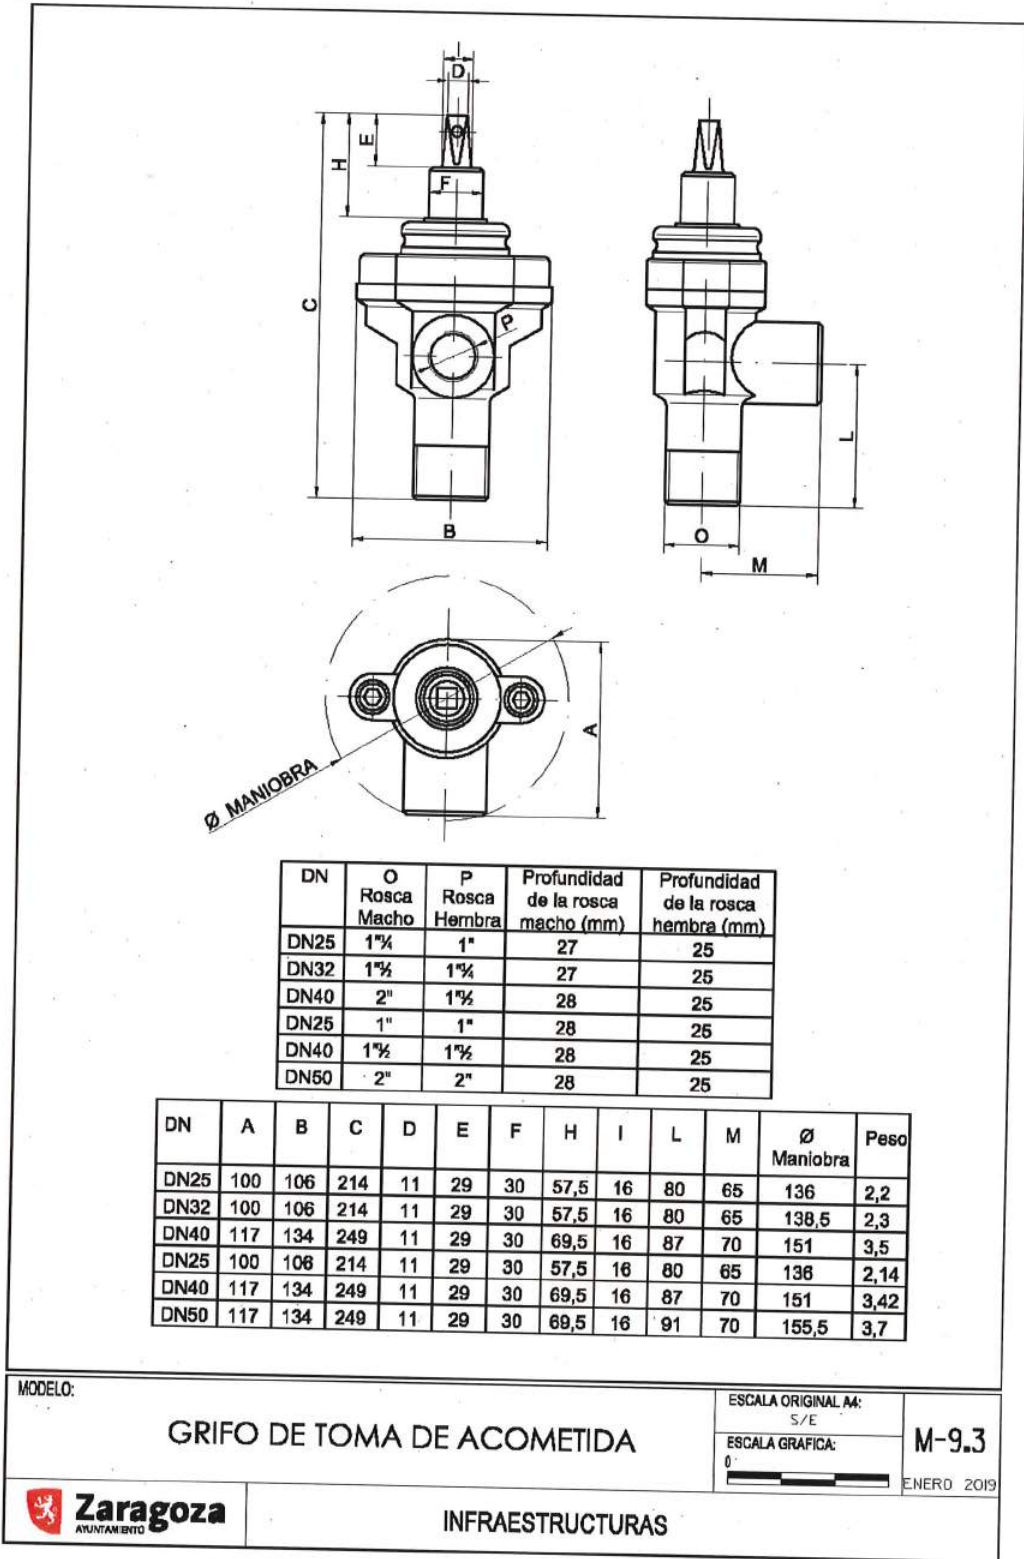 I
D
E
H
F
C
P
B
L
O
M
A
Ø MANIOBRA
DN O Rosca Macho P Rosca Hembra Profundidad de la rosca macho (mm) Profundidad de la rosca hembra (mm)
DN25 1"¼ 1" 27 25
DN32 1"½ 1"¼ 27 25
DN40 2" 1"½ 28 25
DN25 1" 1" 28 25
DN40 1"½ 1"½ 28 25
DN50 2" 2" 28 25
DN A B C D E F H I L M Ø Maniobra Peso
DN25 100 106 214 11 29 30 57,5 16 80 65 136 2,2
DN32 100 106 214 11 29 30 57,5 16 80 65 138,5 2,3
DN40 117 134 249 11 29 30 69,5 16 87 70 151 3,5
DN25 100 106 214 11 29 30 57,5 16 80 65 136 2,14
DN40 117 134 249 11 29 30 69,5 16 87 70 151 3,42
DN50 117 134 249 11 29 30 69,5 16 91 70 155,5 3,7
MODELO:
GRIFO DE TOMA DE ACOMETIDA
ESCALA ORIGINAL A4:
S/E
ESCALA GRAFICA:
0
M-9.3
ENERO 2019
Zaragoza
AYUNTAMIENTO
INFRAESTRUCTURAS